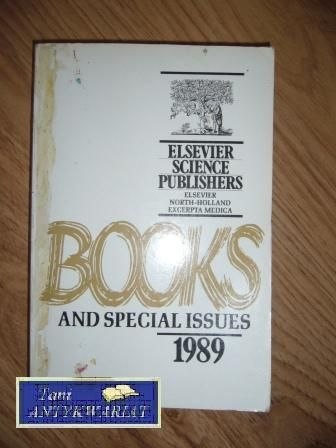 ELSEVIER
SCIENCE
PUBLISHERS
ELSEVIER
NORTH-HOLLAND
EXCERPTA MEDICA
BOOKS
AND SPECIAL ISSUES
1989
Tani
ANTYKWARIAT